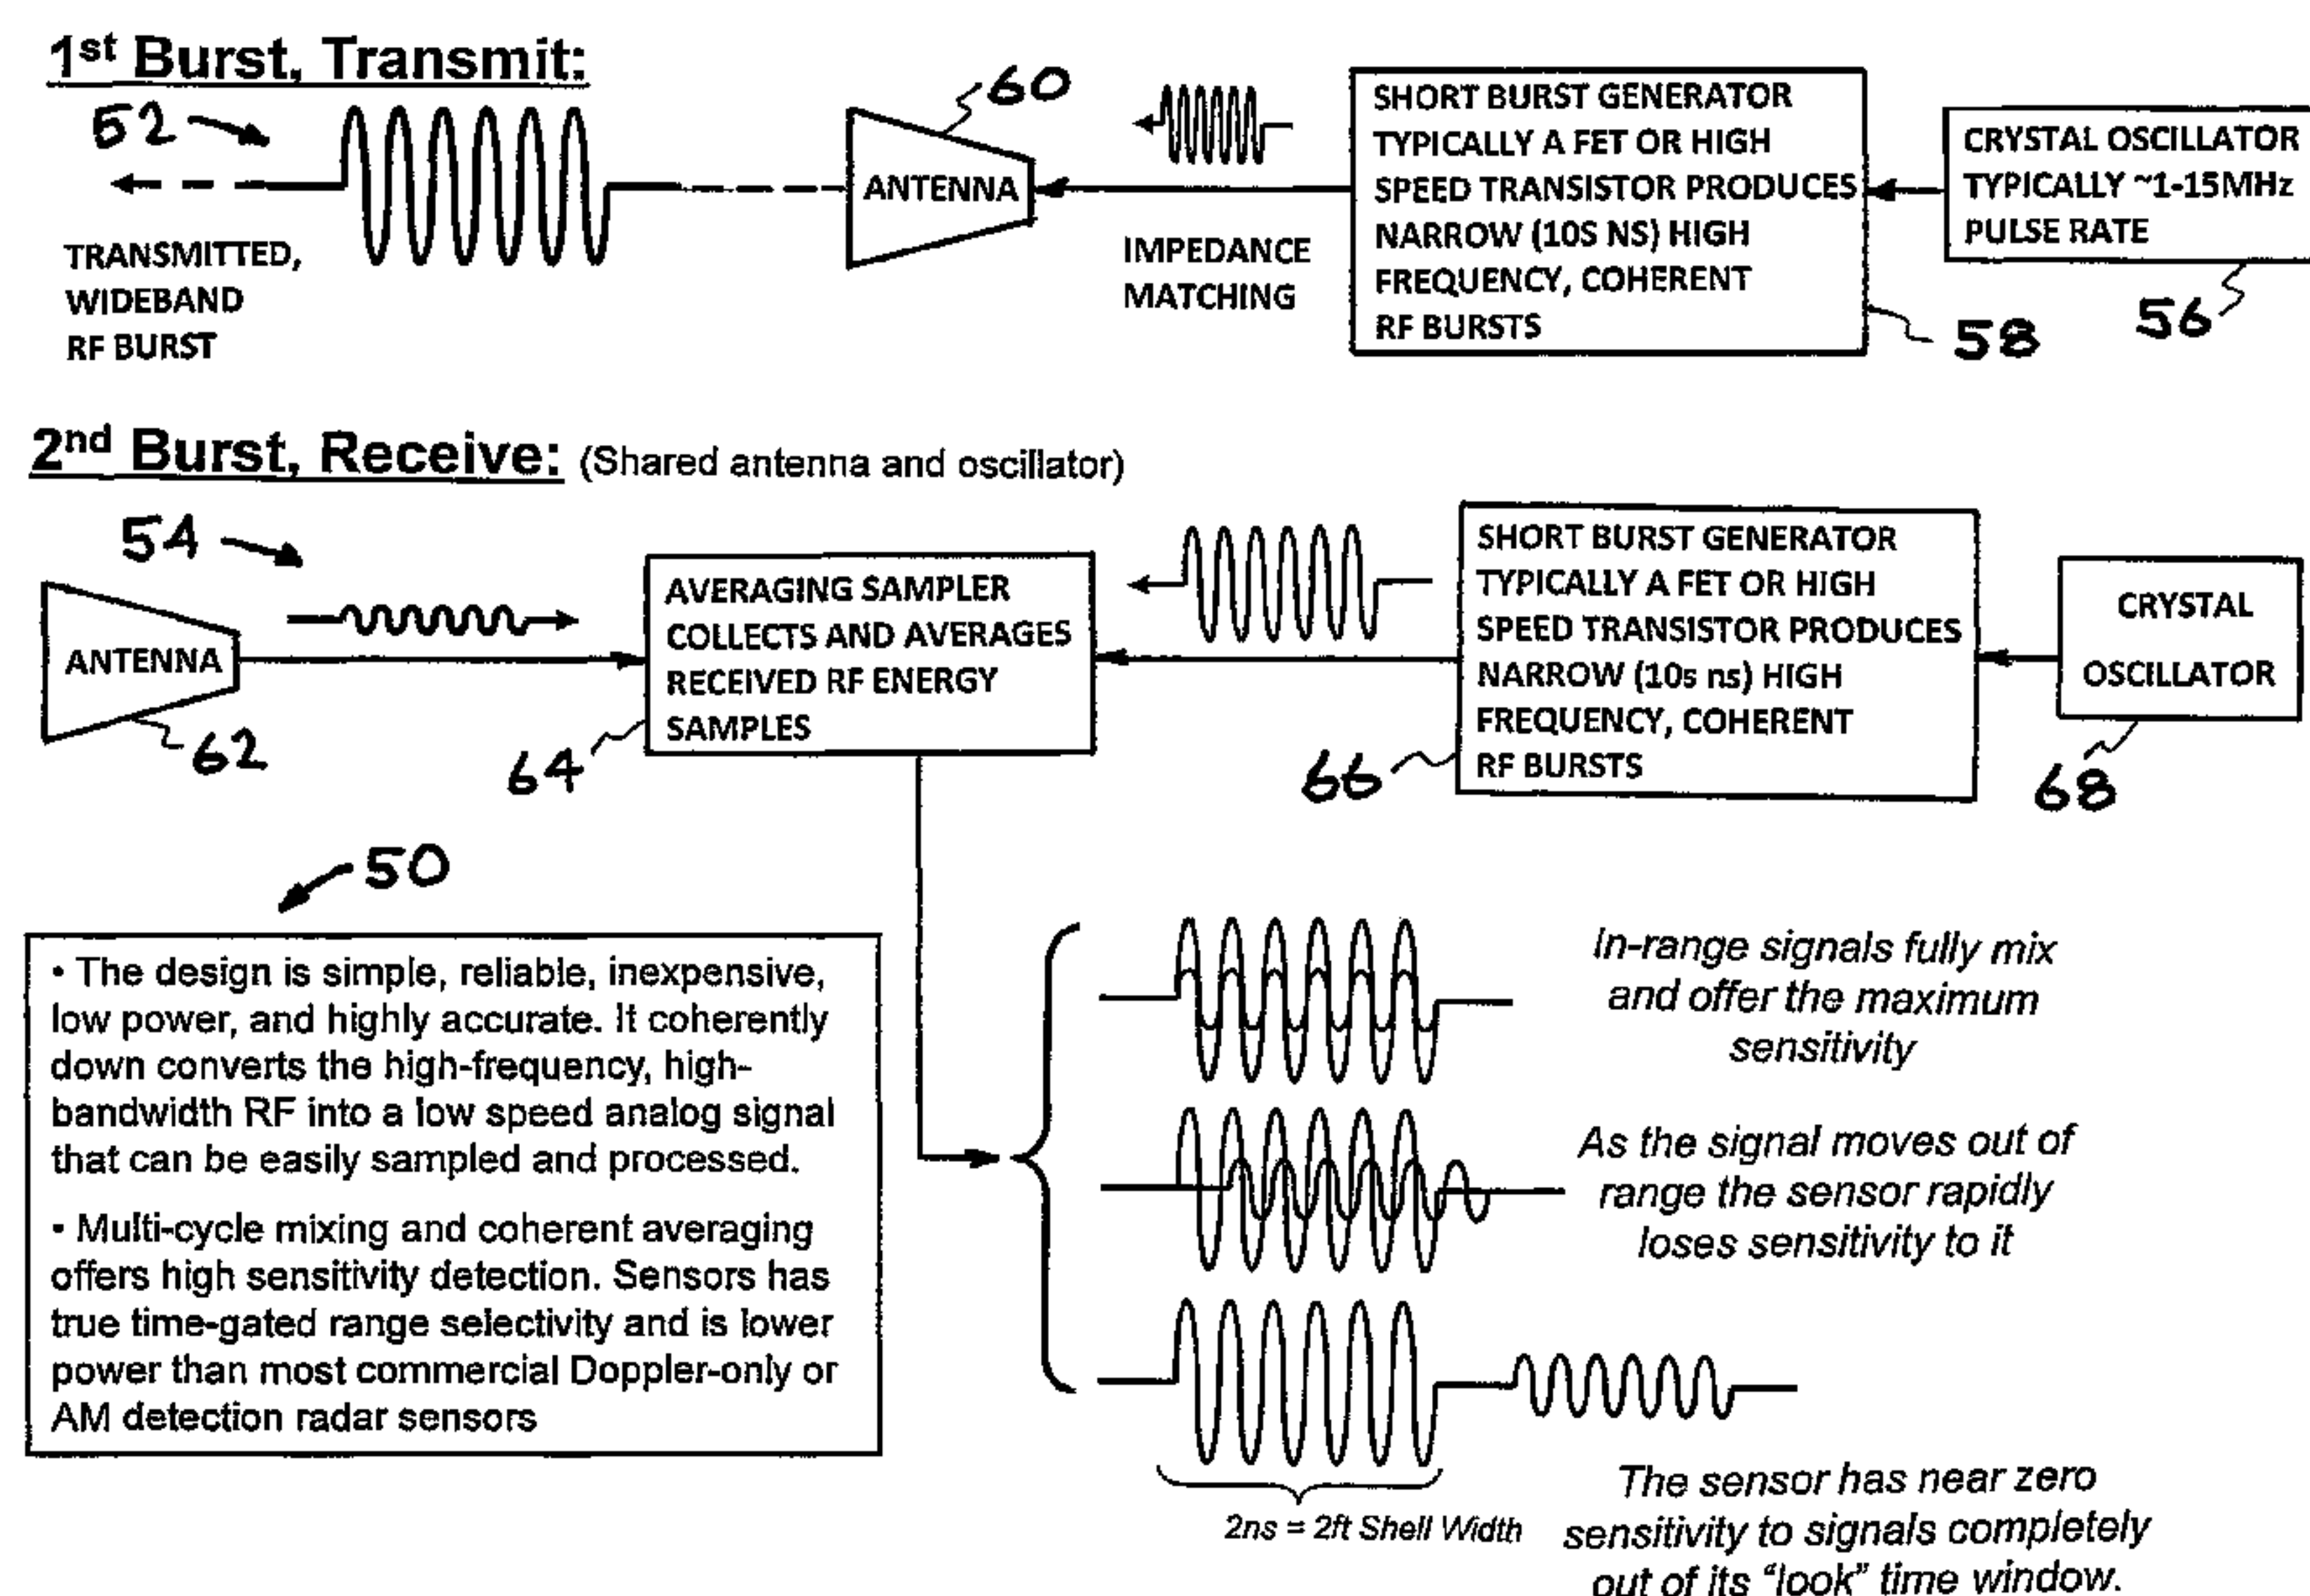 1st Burst, Transmit:
52
60
TRANSMITTED,
WIDEBAND
RF BURST
ANTENNA
IMPEDANCE
MATCHING
SHORT BURST GENERATOR
TYPICALLY A FET OR HIGH
SPEED TRANSISTOR PRODUCES
NARROW (10S NS) HIGH
FREQUENCY, COHERENT
RF BURSTS
58
CRYSTAL OSCILLATOR
TYPICALLY ~1-15MHz
PULSE RATE
56
2nd Burst, Receive: (Shared antenna and oscillator)
54
ANTENNA
62
AVERAGING SAMPLER
COLLECTS AND AVERAGES
RECEIVED RF ENERGY
SAMPLES
64
SHORT BURST GENERATOR
TYPICALLY A FET OR HIGH
SPEED TRANSISTOR PRODUCES
NARROW (10s ns) HIGH
FREQUENCY, COHERENT
RF BURSTS
66
CRYSTAL
OSCILLATOR
68
50
• The design is simple, reliable, inexpensive,
low power, and highly accurate. It coherently
down converts the high-frequency, high-
bandwidth RF into a low speed analog signal
that can be easily sampled and processed.
• Multi-cycle mixing and coherent averaging
offers high sensitivity detection. Sensors has
true time-gated range selectivity and is lower
power than most commercial Doppler-only or
AM detection radar sensors
In-range signals fully mix
and offer the maximum
sensitivity
As the signal moves out of
range the sensor rapidly
loses sensitivity to it
2ns = 2ft Shell Width
The sensor has near zero
sensitivity to signals completely
out of its "look" time window.